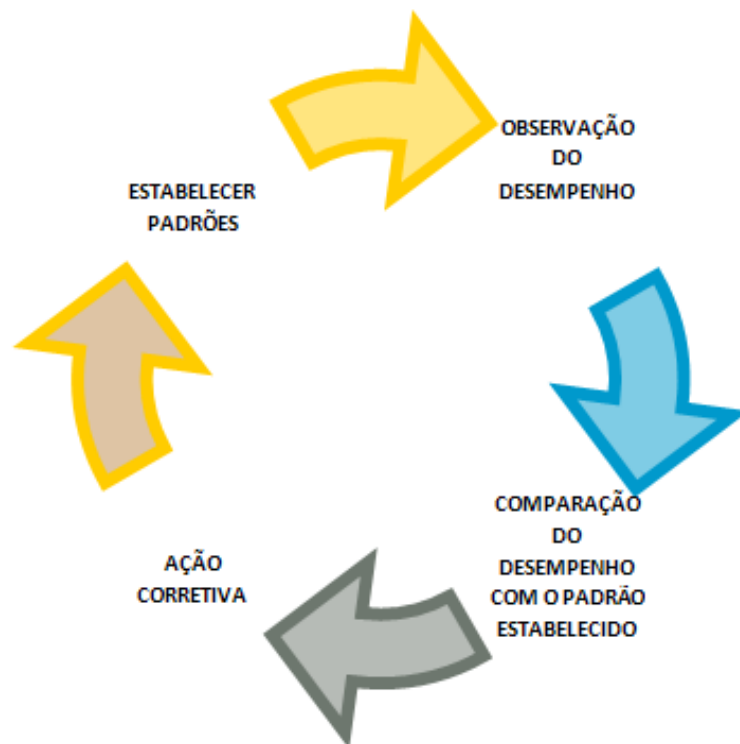 ESTABELECER
PADRÕES
OBSERVAÇÃO
DO
DESEMPENHO
COMPARAÇÃO
DO
DESEMPENHO
COM O PADRÃO
ESTABELECIDO
AÇÃO
CORRETIVA